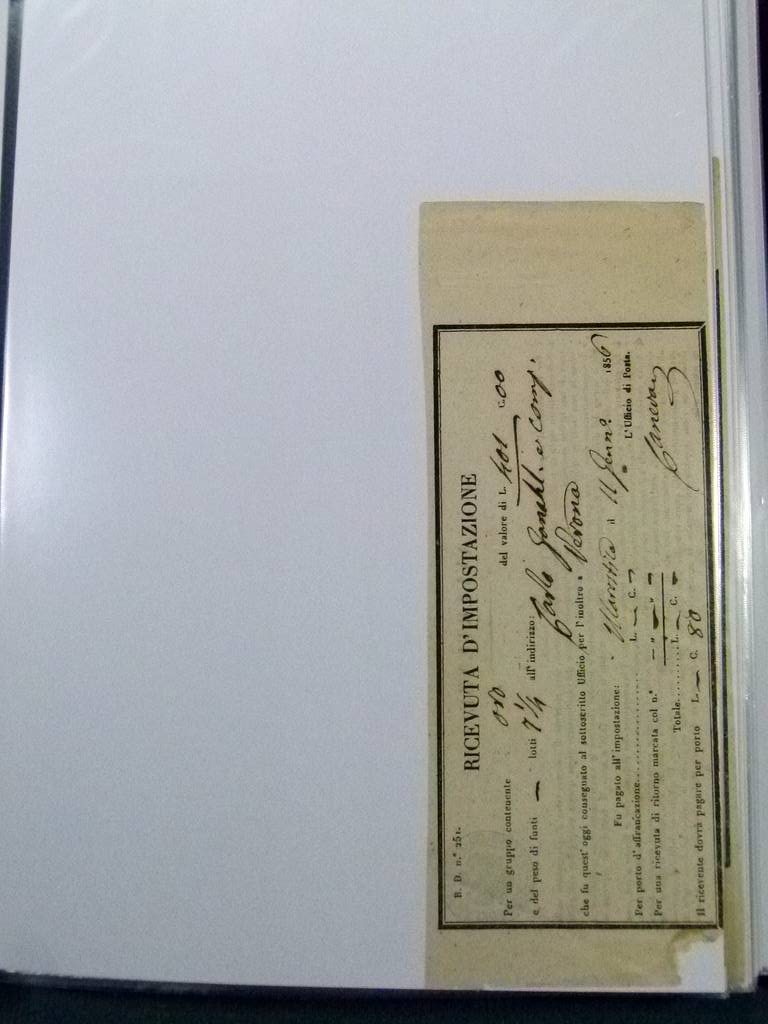 B. D. n.° 251.
RICEVUTA D'IMPOSTAZIONE
Per un gruppo contenente oro del valore di L. 401 C. 00
e del peso di funti — lotti 7 1/4 all' indirizzo:
Carlo e comp.
che fu quest' oggi consegnato al sottoscritto Ufficio per l'inoltro a Verona
Marostica il 11 Genn.° 1856
Fu pagato all' impostazione:
L'Ufficio di Posta.
Per porto d'affrancazione.............. L. — C. —
Per una ricevuta di ritorno marcata col n.° — " — " —
Totale........ L. — C. —
Il ricevente dovrà pagare per porto L. — C. 80